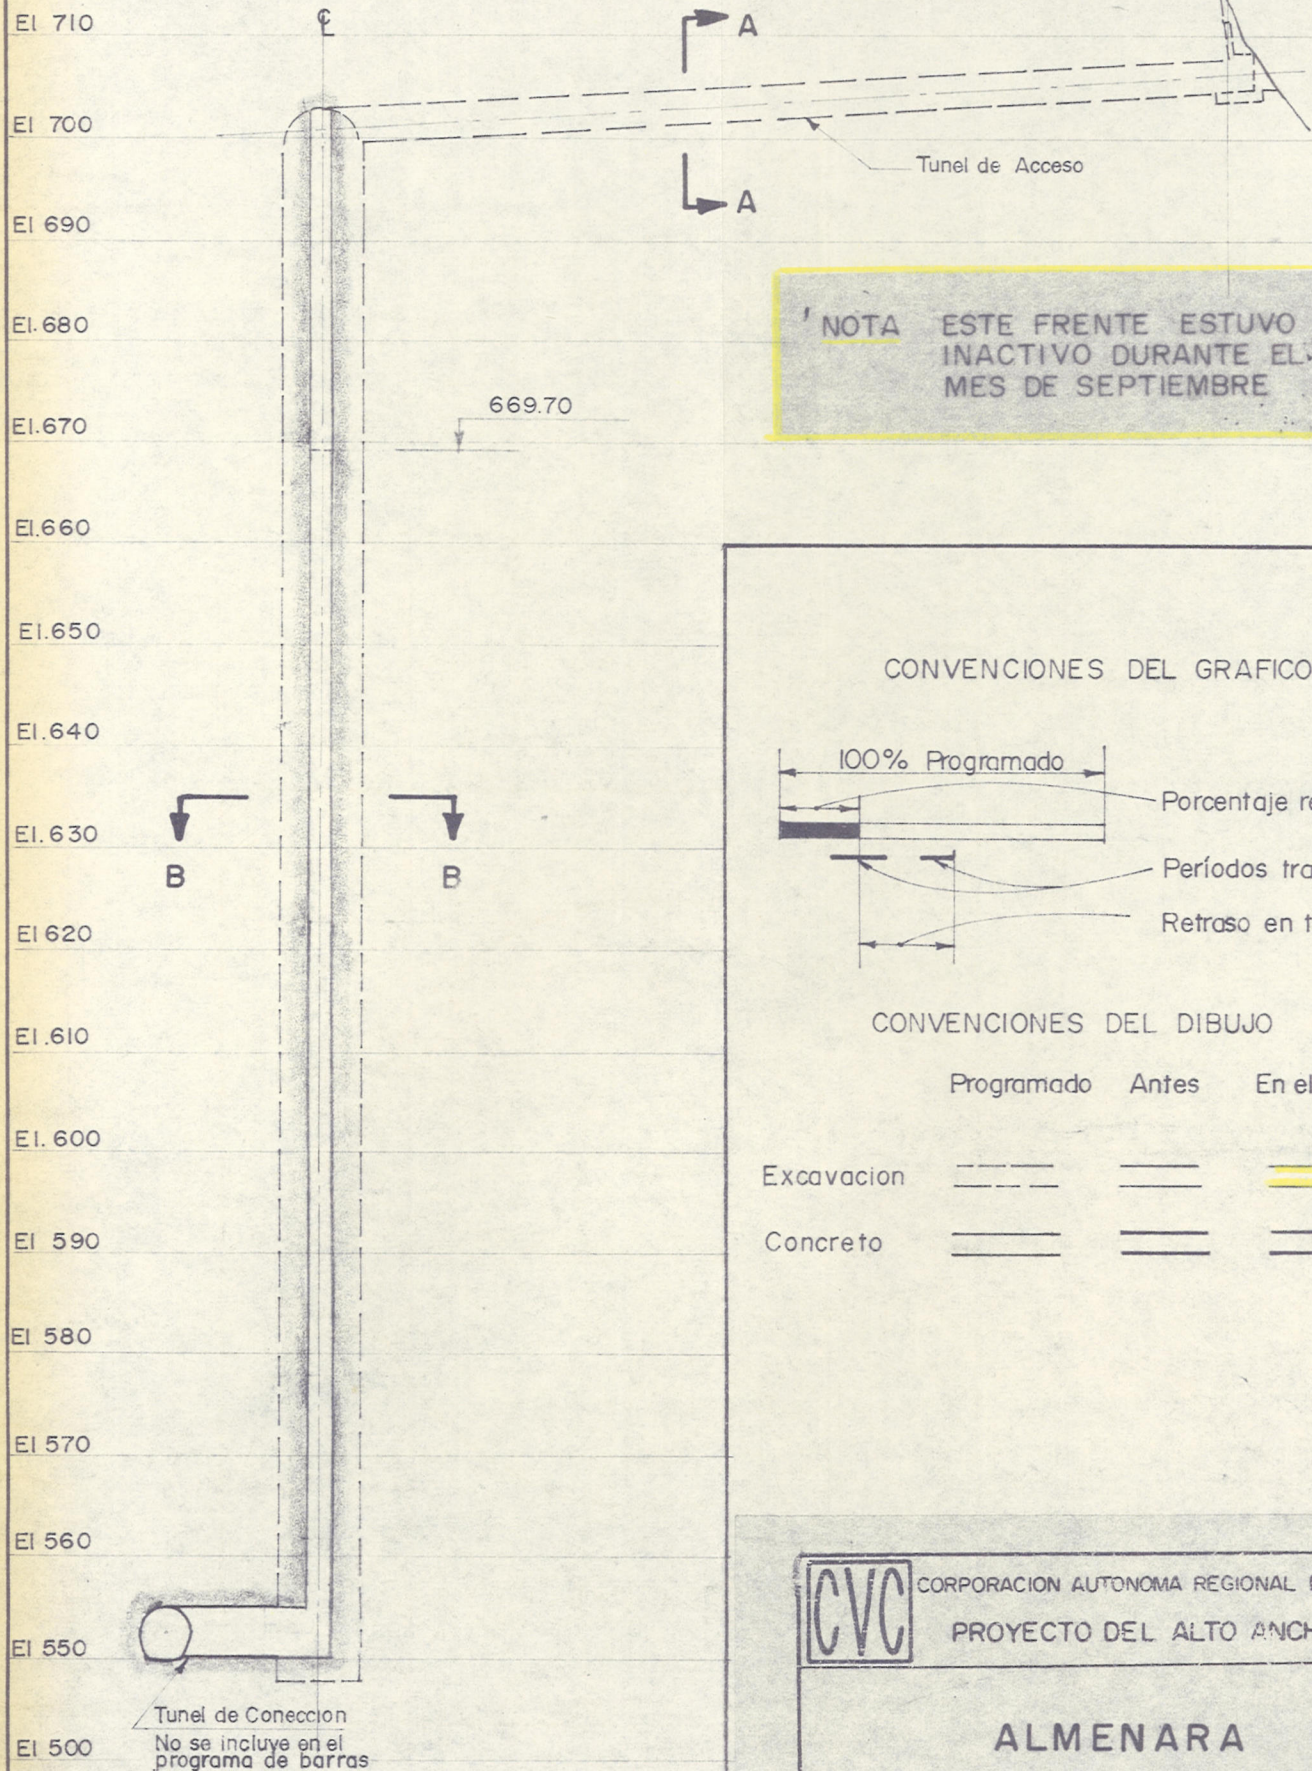 El 710
℄
A
El 700
Tunel de Acceso
A
El 690
El.680
' NOTA ESTE FRENTE ESTUVO
INACTIVO DURANTE EL
MES DE SEPTIEMBRE
669.70
El.670
El.660
El.650
CONVENCIONES DEL GRAFICO
El.640
100% Programado
Porcentaje
El.630
B
B
Períodos
El 620
Retraso en
El.610
CONVENCIONES DEL DIBUJO
Programado Antes En el
El.600
Excavacion
El 590
Concreto
El 580
El 570
El 560
CVC
CORPORACION AUTONOMA REGIONAL
PROYECTO DEL ALTO
El 550
Tunel de Coneccion
No se incluye en el
programa de barras
El 500
ALMENARA